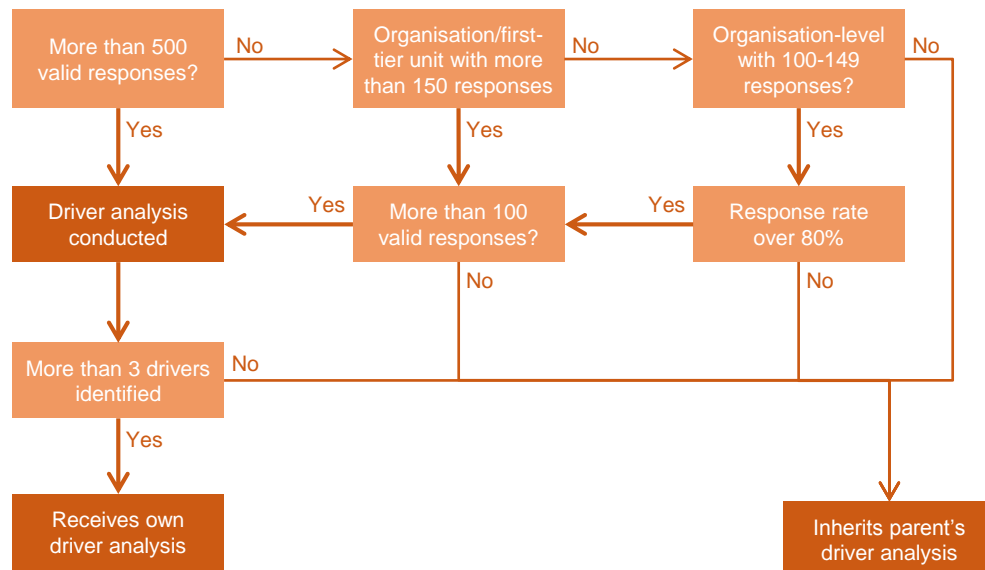 More than 500
valid responses?
No
Organisation/first-
tier unit with more
than 150 responses
No
Organisation-level
with 100-149
responses?
No
Yes
Yes
Yes
Driver analysis
conducted
Yes
More than 100
valid responses?
Yes
Response rate
over 80%
No
No
More than 3 drivers
identified
No
Yes
Receives own
driver analysis
Inherits parent’s
driver analysis